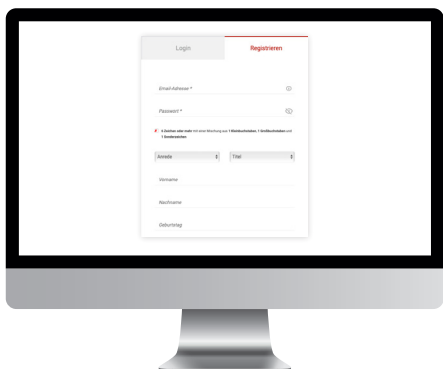 Login
Registrieren
Email-Adresse *
Passwort *
✗ 6 Zeichen oder mehr mit einer Mischung aus 1 Kleinbuchstaben, 1 Großbuchstaben und
1 Sonderzeichen
Anrede
Titel
Vorname
Nachname
Geburtstag